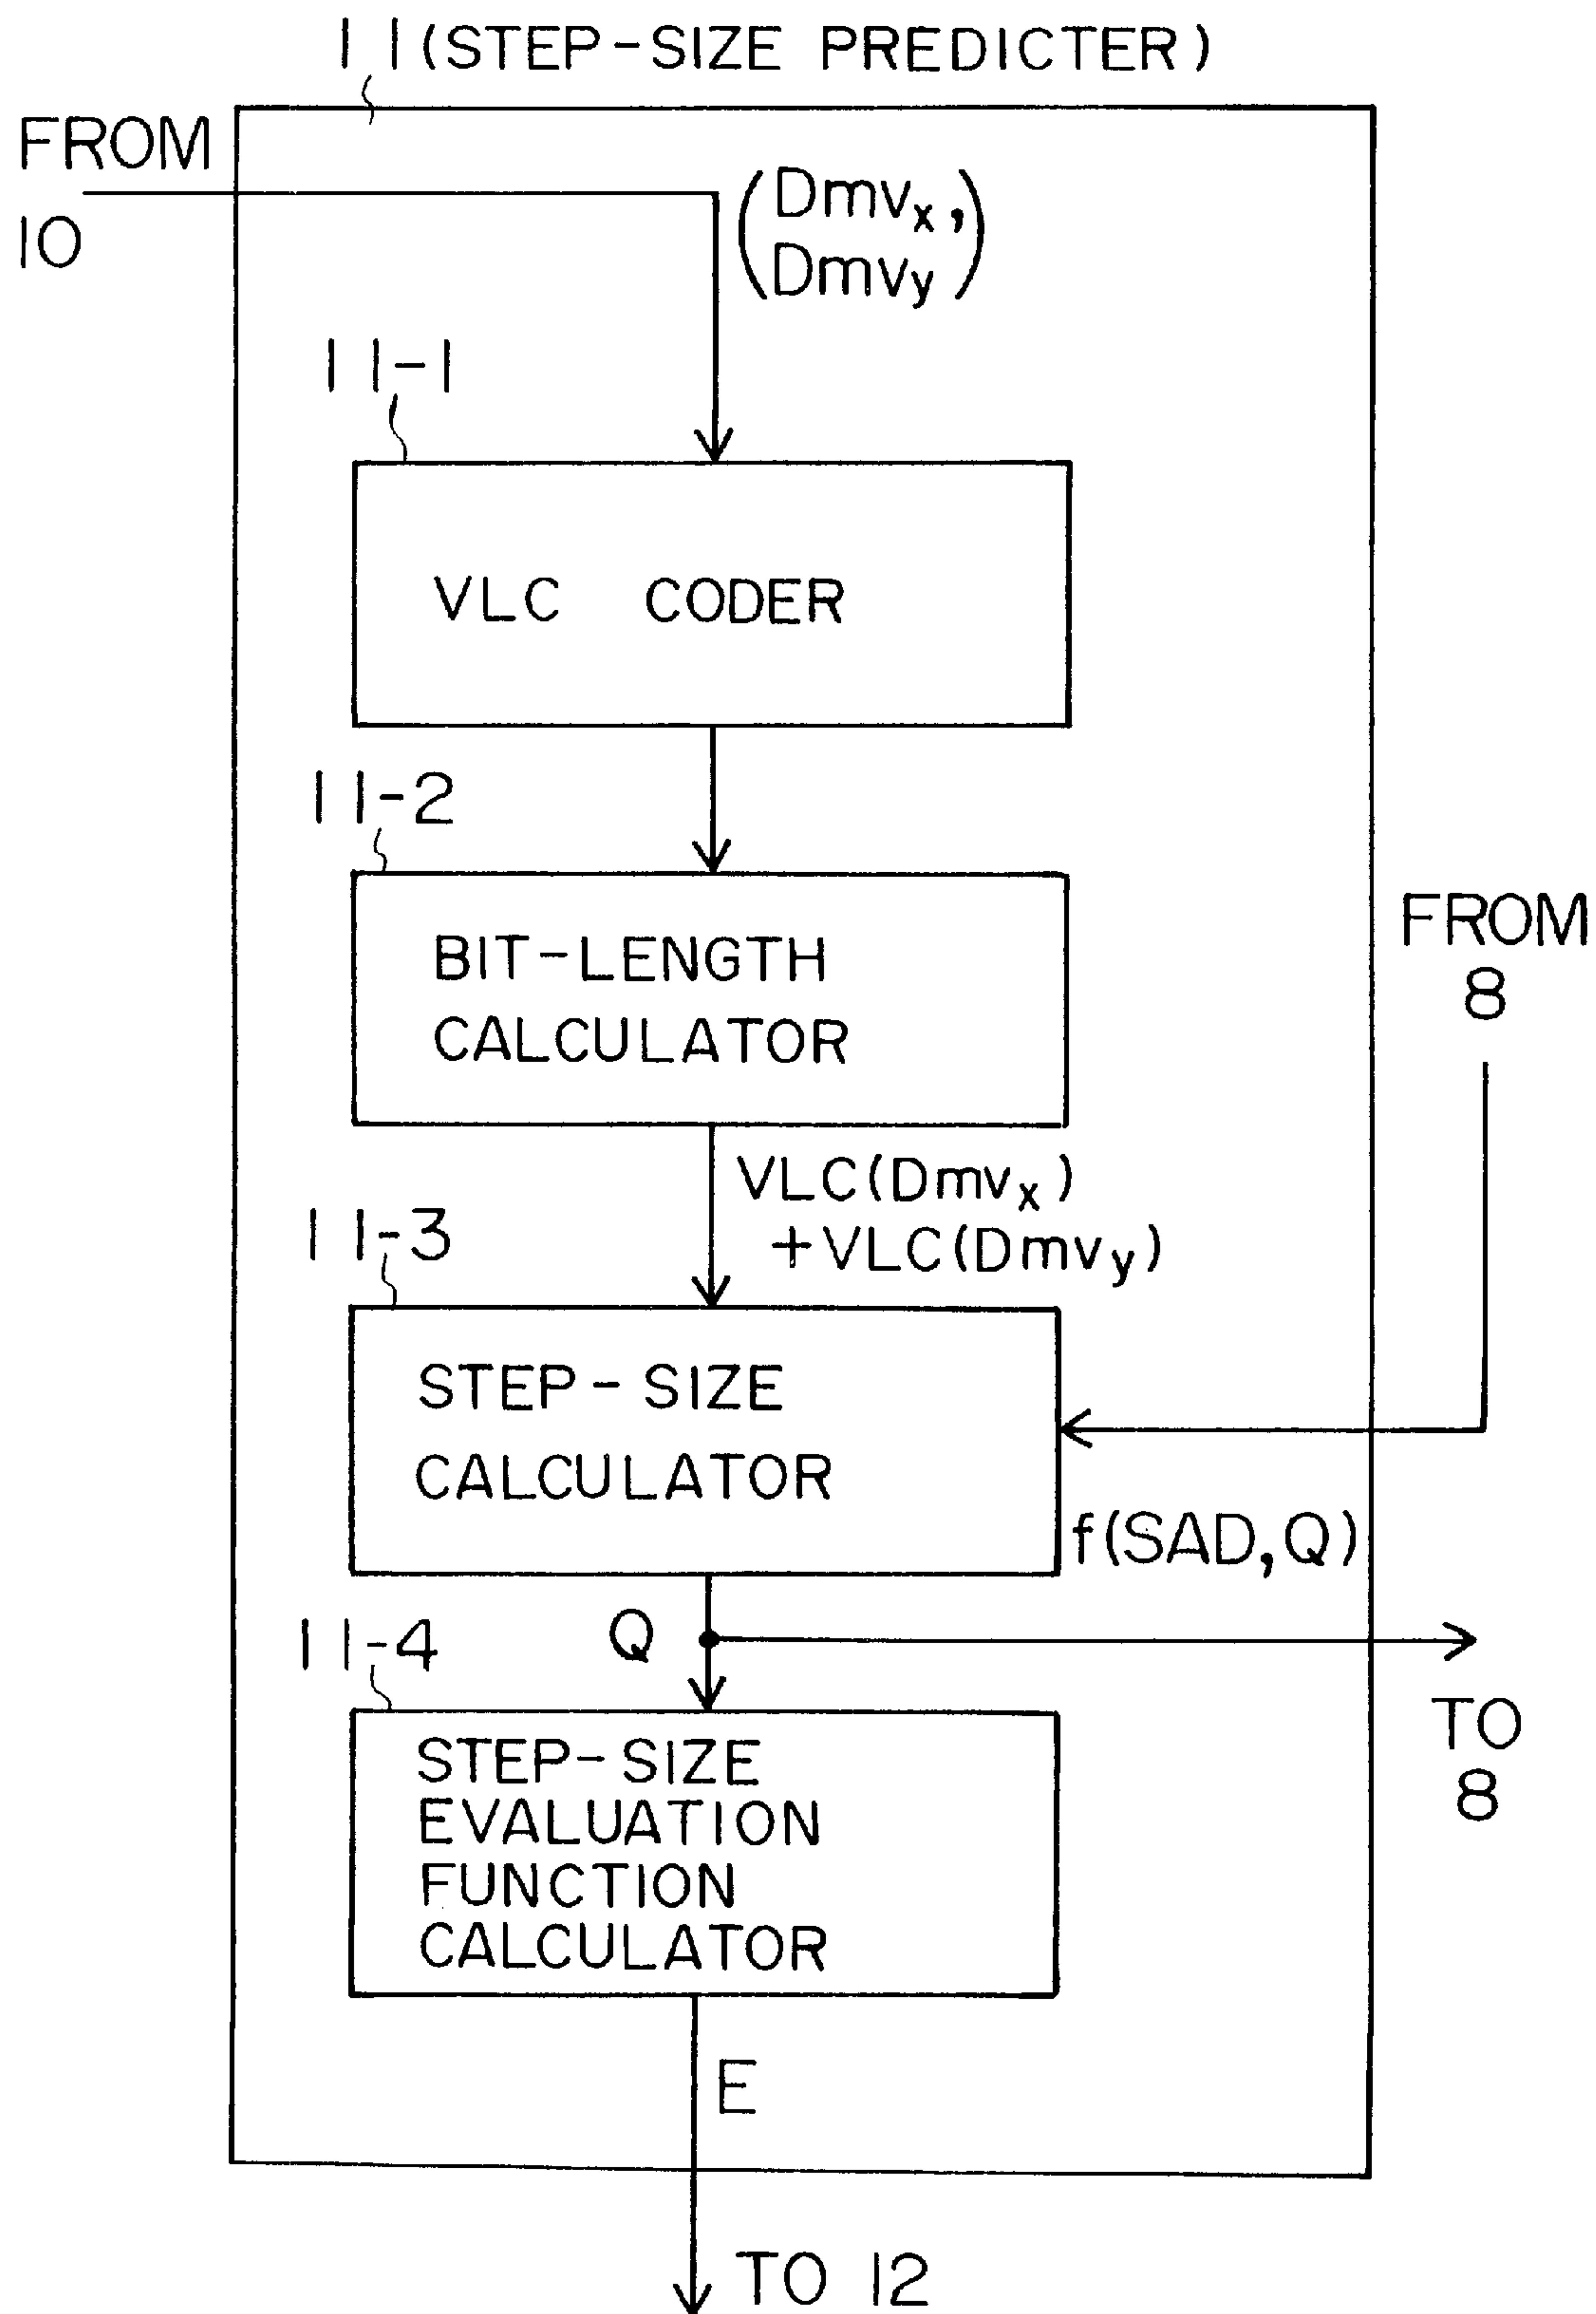 11(STEP-SIZE PREDICTER)
FROM
10
(Dmvx,
Dmvy)
11-1
VLC CODER
11-2
BIT-LENGTH
CALCULATOR
FROM
8
VLC(Dmvx)
+VLC(Dmvy)
11-3
STEP-SIZE
CALCULATOR
f(SAD,Q)
Q
11-4
TO
8
STEP-SIZE
EVALUATION
FUNCTION
CALCULATOR
E
TO 12